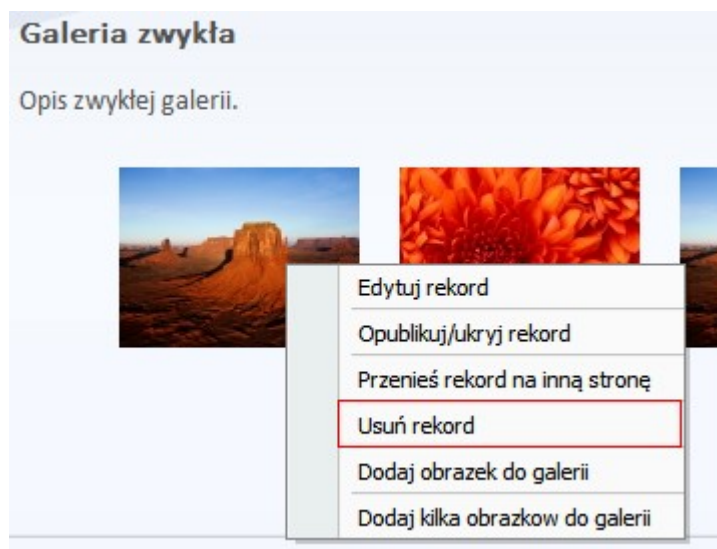 Galeria zwykła
Opis zwykłej galerii.
Edytuj rekord
Opublikuj/ukryj rekord
Przenieś rekord na inną stronę
Usuń rekord
Dodaj obrazek do galerii
Dodaj kilka obrazkow do galerii